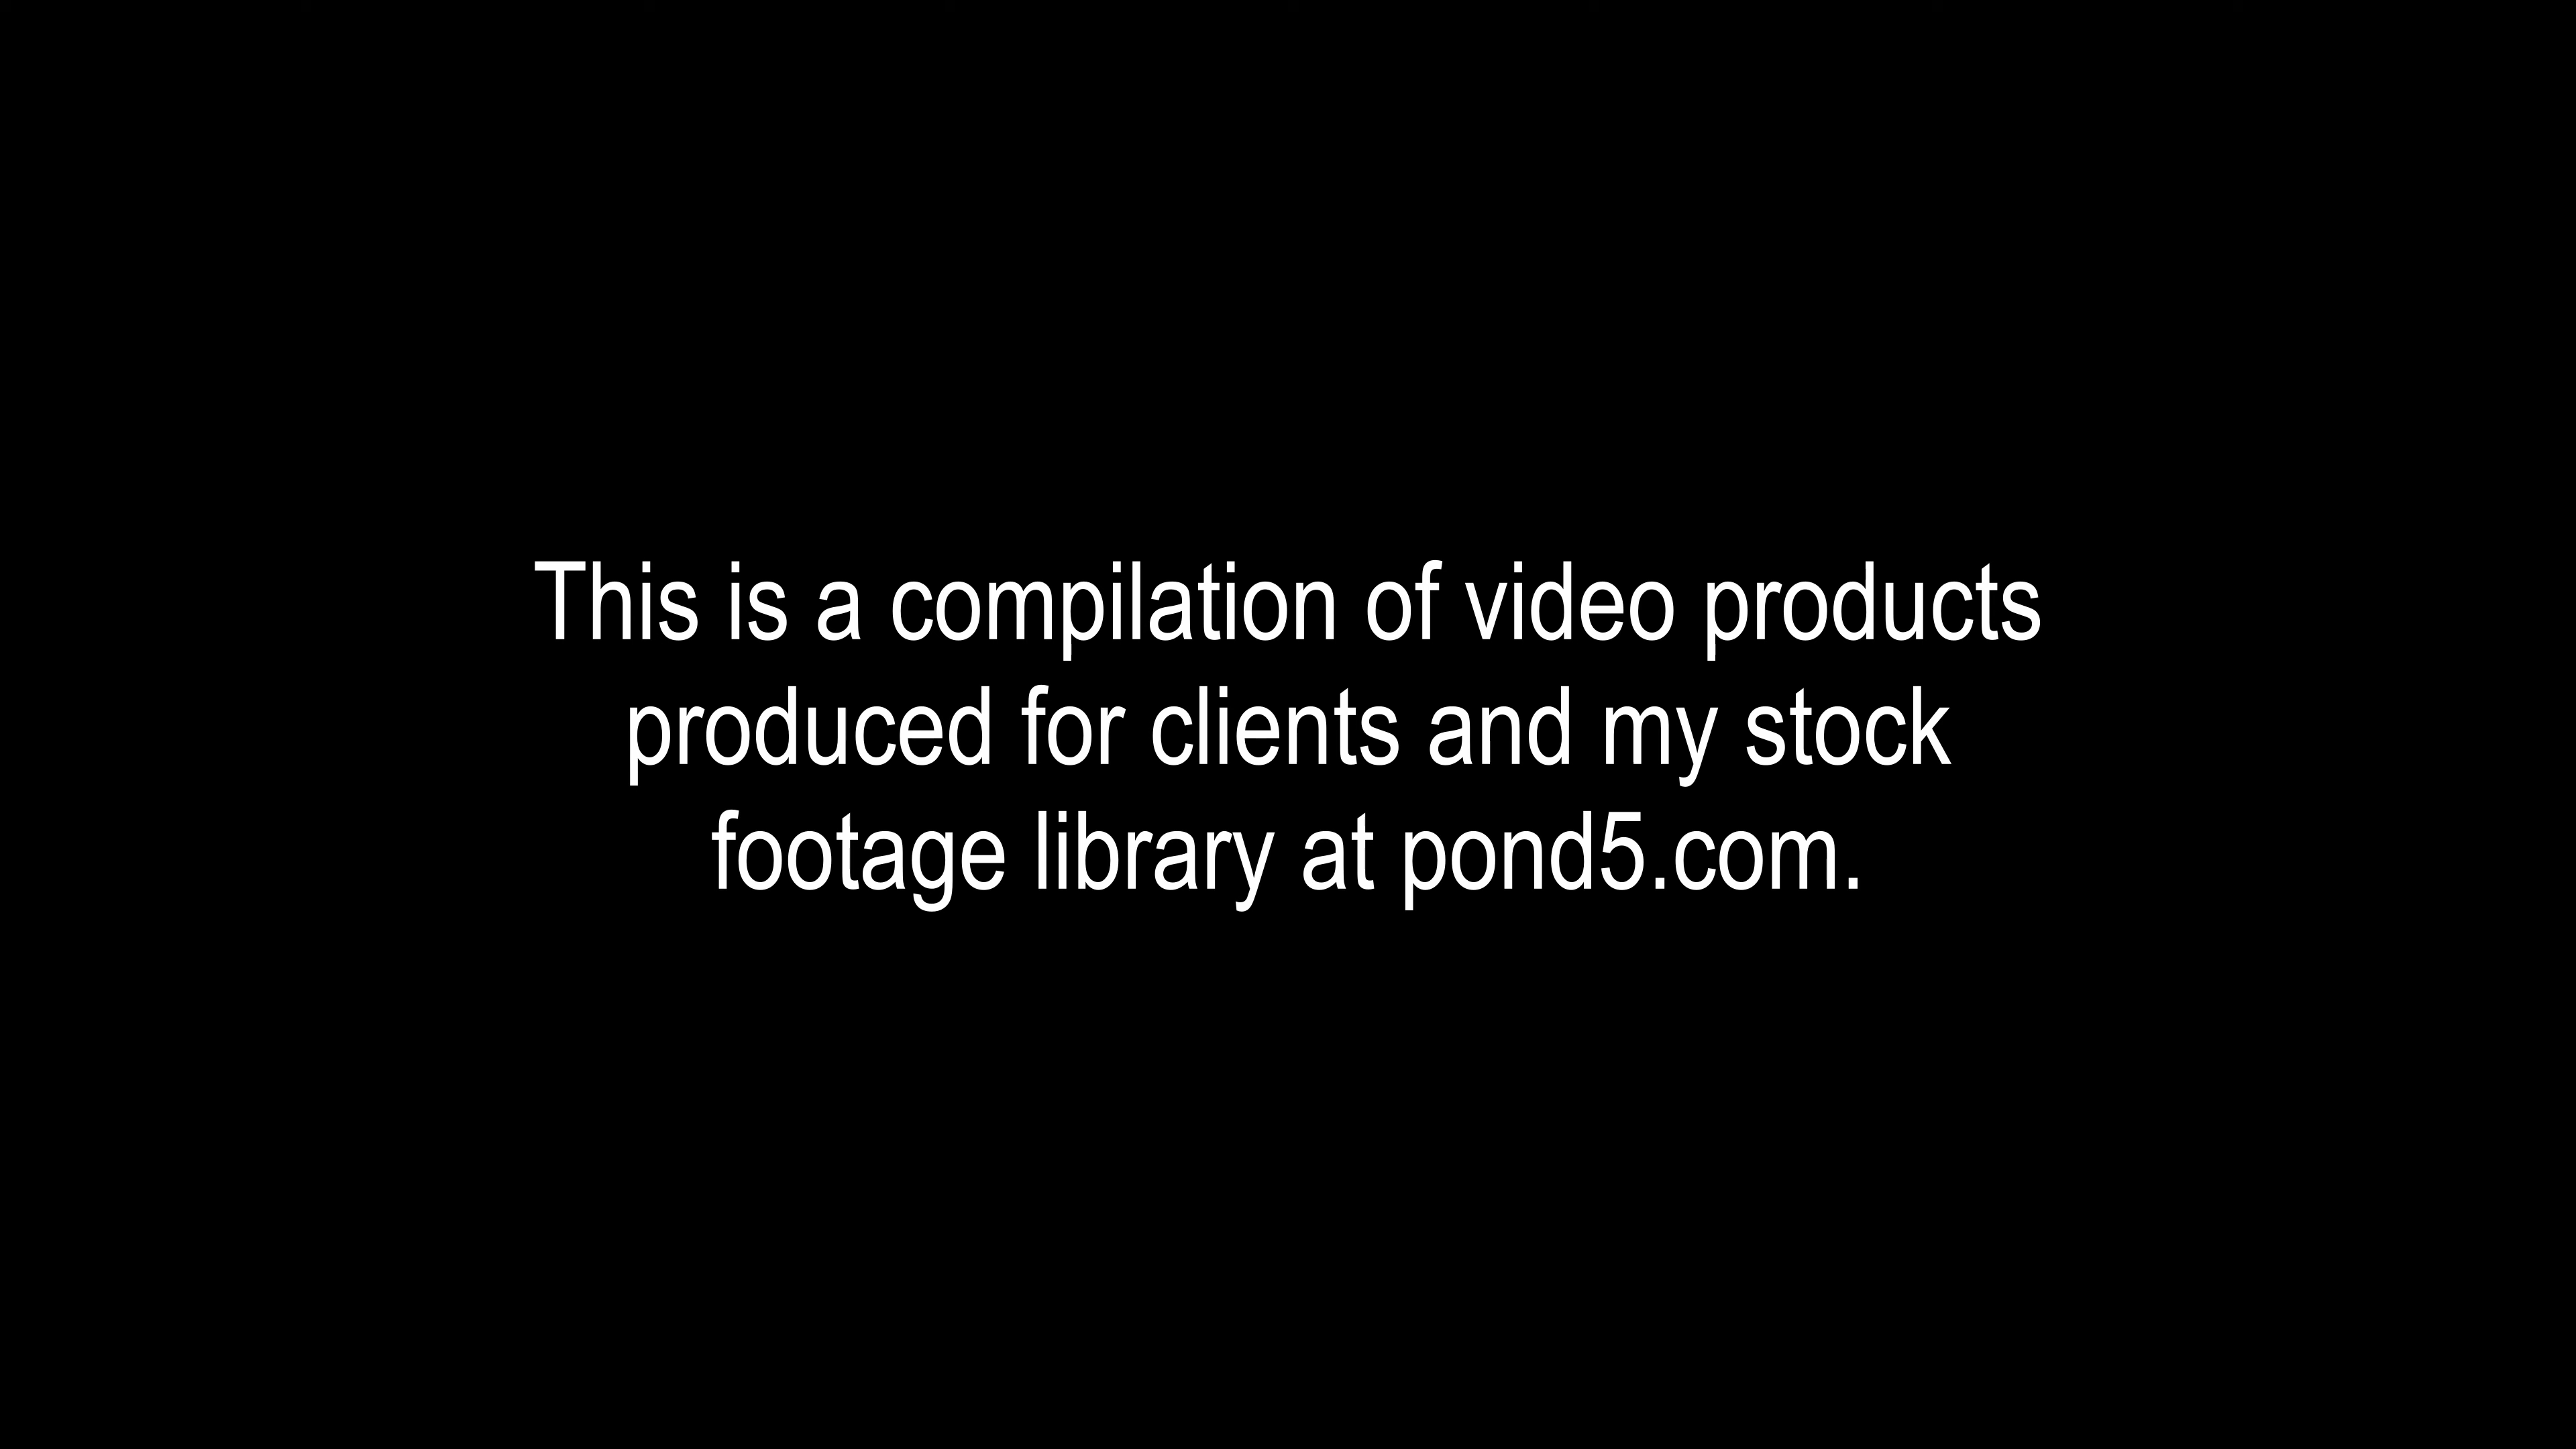 This is a compilation of video products
produced for clients and my stock
footage library at pond5.com.